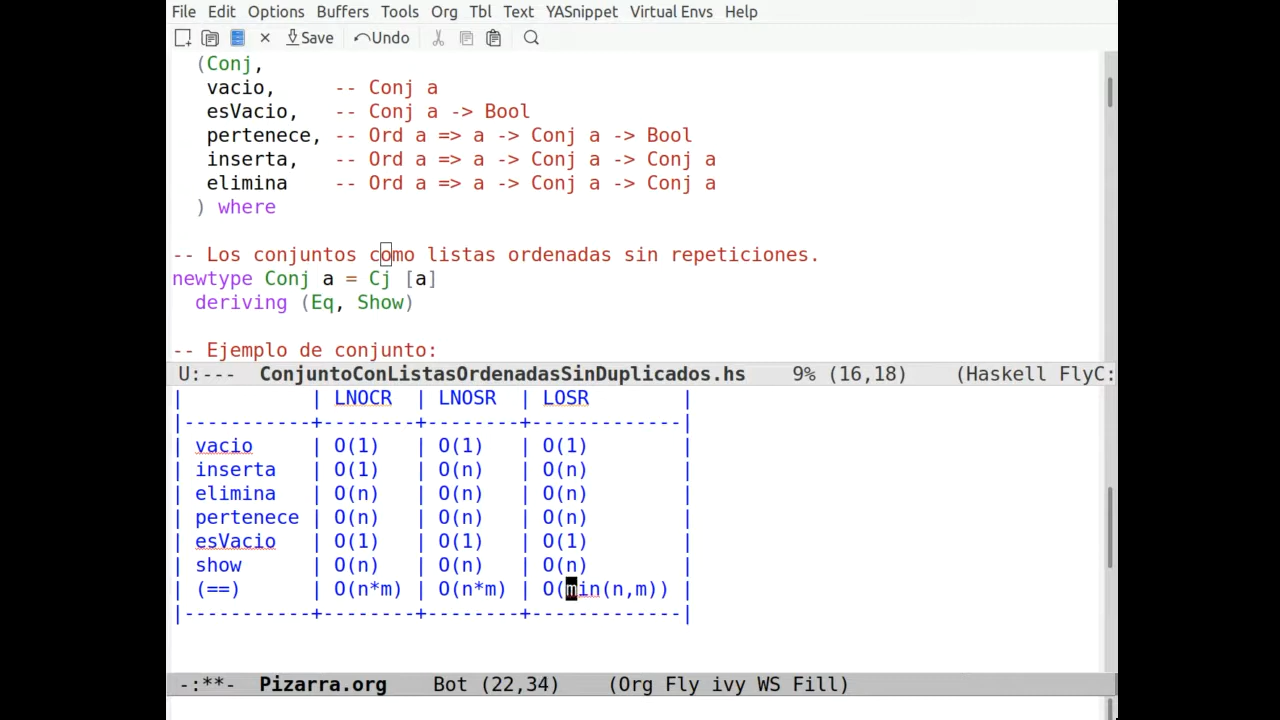 File Edit Options Buffers Tools Org Tbl Text YASnippet Virtual Envs Help
Save Undo
(Conj,
vacio, -- Conj a
esVacio, -- Conj a -> Bool
pertenece, -- Ord a => a -> Conj a -> Bool
inserta, -- Ord a => a -> Conj a -> Conj a
elimina -- Ord a => a -> Conj a -> Conj a
) where
-- Los conjuntos como listas ordenadas sin repeticiones.
newtype Conj a = Cj [a]
deriving (Eq, Show)
-- Ejemplo de conjunto:
U:--- ConjuntoConListasOrdenadasSinDuplicados.hs 9% (16,18) (Haskell FlyC:
| | LNOCR | LNOSR | LOSR |
|-----------+--------+--------+-------------|
| vacio | O(1) | O(1) | O(1) |
| inserta | O(1) | O(n) | O(n) |
| elimina | O(n) | O(n) | O(n) |
| pertenece | O(n) | O(n) | O(n) |
| esVacio | O(1) | O(1) | O(1) |
| show | O(n) | O(n) | O(n) |
| (==) | O(n*m) | O(n*m) | O(min(n,m)) |
|-----------+--------+--------+-------------|
-:**- Pizarra.org Bot (22,34) (Org Fly ivy WS Fill)